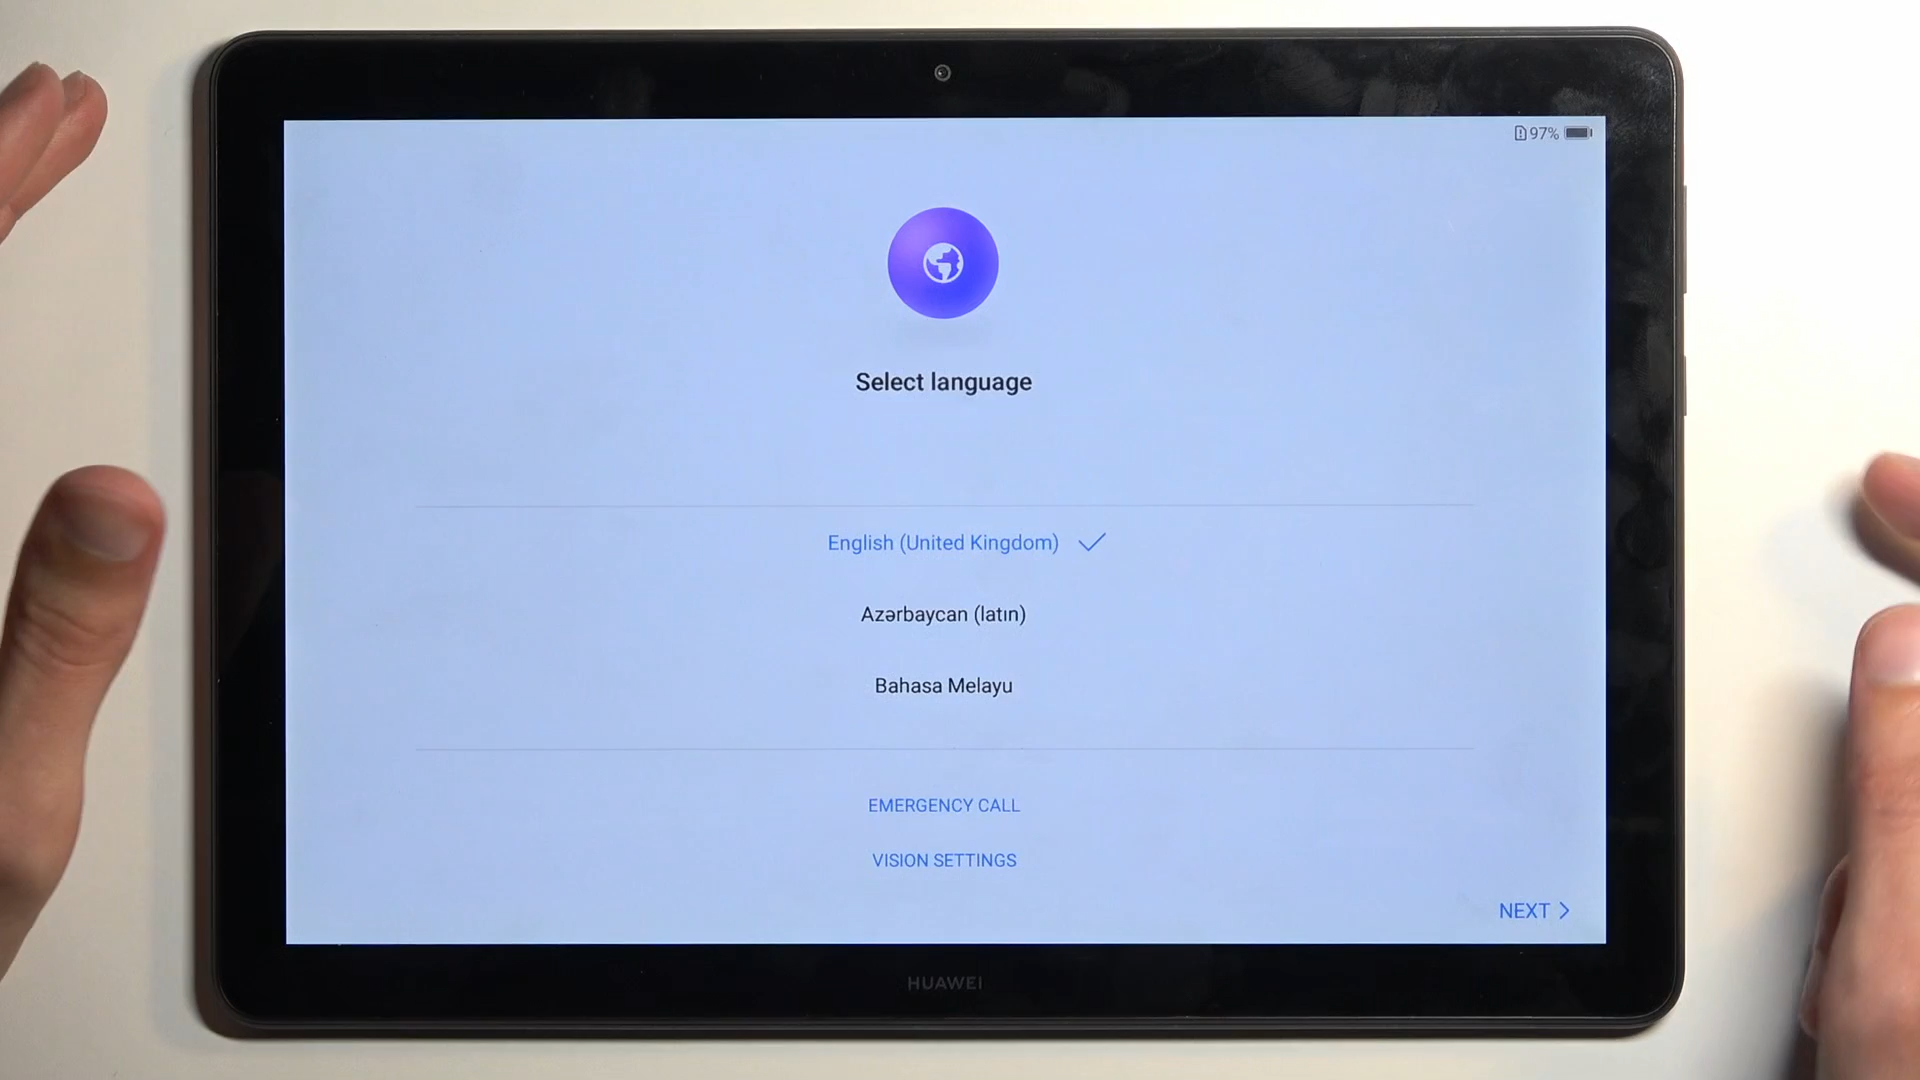 97%
Select language
English (United Kingdom)
Azərbaycan (latın)
Bahasa Melayu
EMERGENCY CALL
VISION SETTINGS
NEXT
HUAWEI